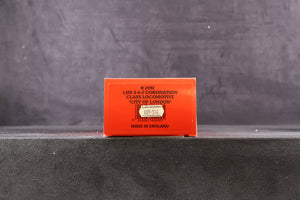 R.2092
LMS 4-6-2 CORONATION
CLASS LOCOMOTIVE
'CITY OF LONDON'
MADE IN ENGLAND